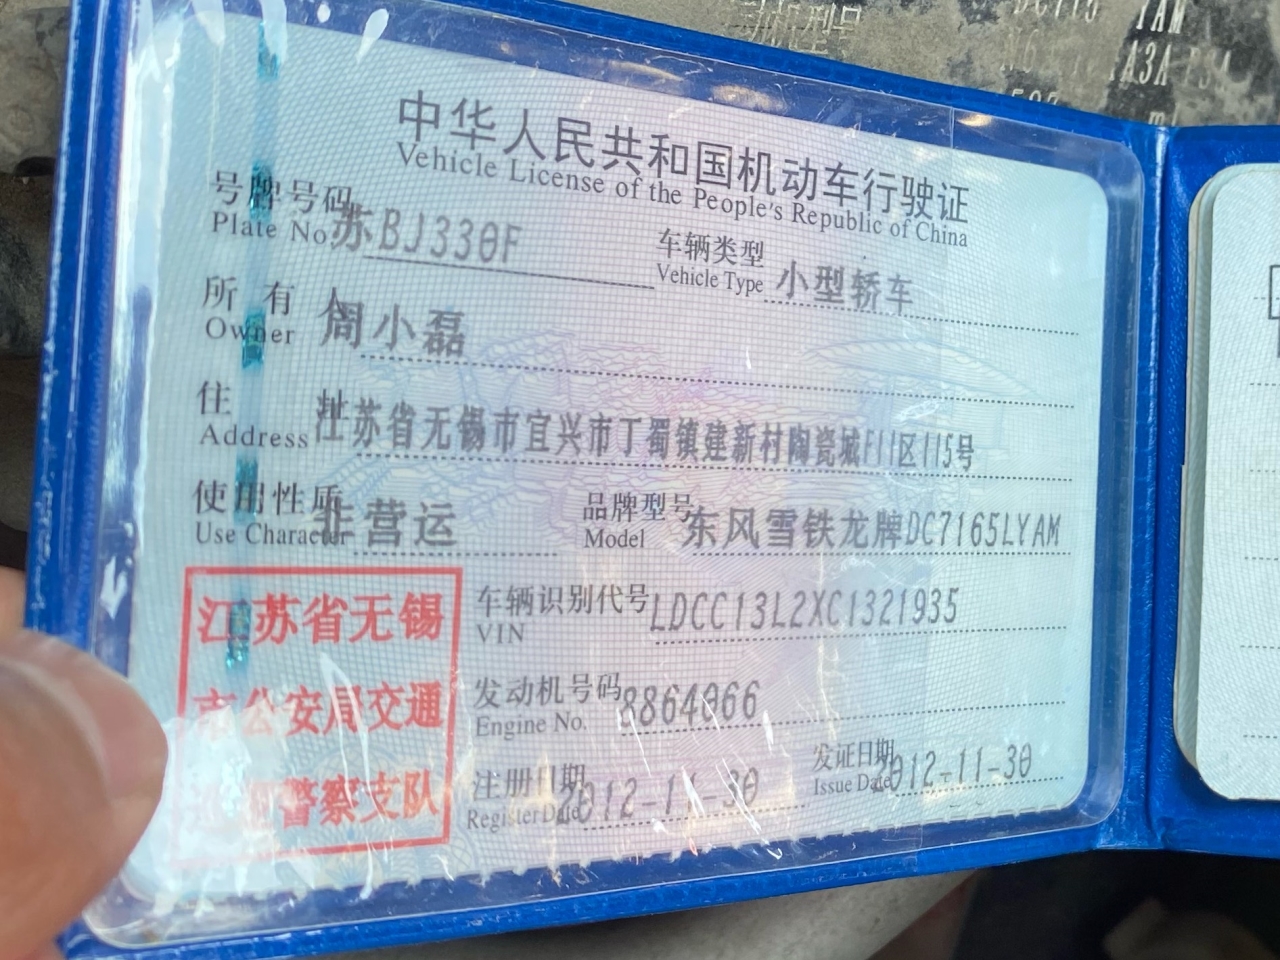 中华人民共和国机动车行驶证
Vehicle License of the People's Republic of China
号牌号码 苏BJ330F
Plate No.
车辆类型 小型轿车
Vehicle Type
所有人 周小磊
Owner
住址 江苏省无锡市宜兴市丁蜀镇建新村陶瓷城F11区115号
Address
使用性质 非营运
Use Character
品牌型号 东风雪铁龙牌DC7165LYAM
Model
江苏省无锡
市公安局交通
巡逻警察支队
车辆识别代号 LDCC13L2XC1321935
VIN
发动机号码 8864066
Engine No.
注册日期 2012-11-30
Register Date
发证日期 2012-11-30
Issue Date